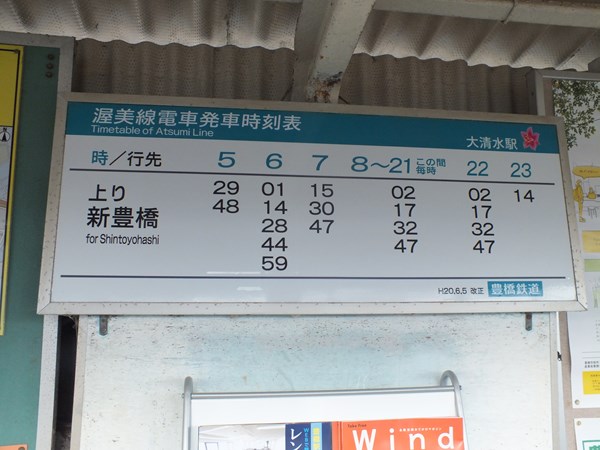 渥美線電車発車時刻表
Timetable of Atsumi Line
大清水駅
時/行先 5 6 7 8〜21 この間毎時 22 23
上り 新豊橋 for Shintoyohashi
29 01 15 02 02 14
48 14 30 17 17
28 47 32 32
44 47 47
59
H20.6.5 改正 豊橋鉄道
レン
Wind